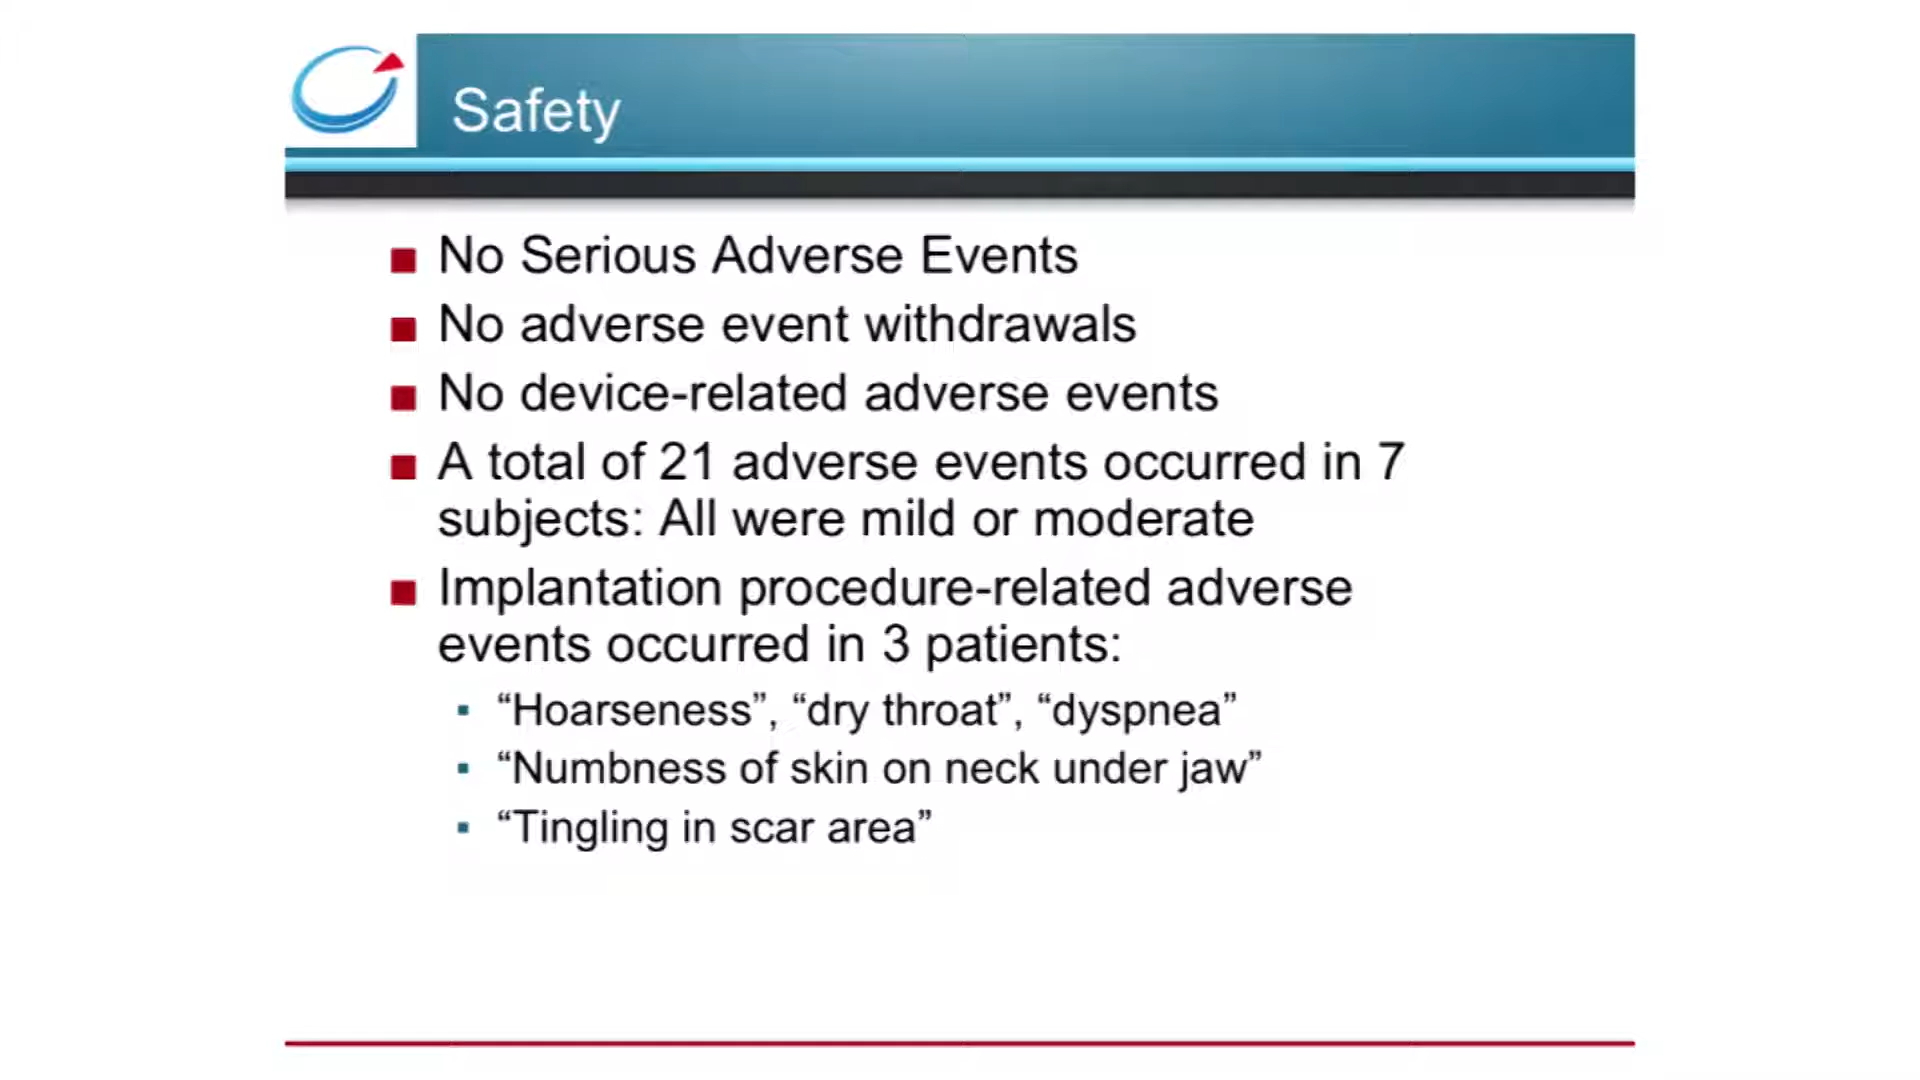 Safety
No Serious Adverse Events
No adverse event withdrawals
No device-related adverse events
A total of 21 adverse events occurred in 7
subjects: All were mild or moderate
Implantation procedure-related adverse
events occurred in 3 patients:
“Hoarseness”, “dry throat”, “dyspnea”
“Numbness of skin on neck under jaw”
“Tingling in scar area”